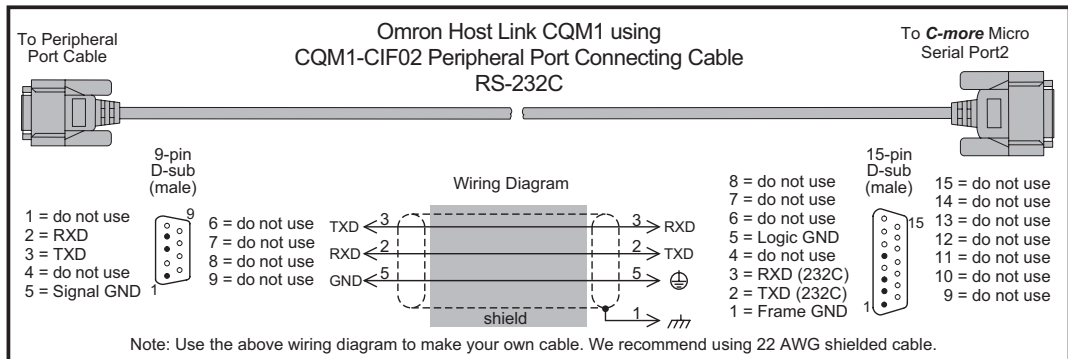 Omron Host Link CQM1 using
CQM1-CIF02 Peripheral Port Connecting Cable
RS-232C
To Peripheral
Port Cable
To C-more Micro
Serial Port2
9-pin
D-sub
(male)
9
1
1 = do not use
2 = RXD
3 = TXD
4 = do not use
5 = Signal GND
6 = do not use
7 = do not use
8 = do not use
9 = do not use
Wiring Diagram
TXD 3 3 RXD
RXD 2 2 TXD
GND 5 5
shield 1
8 = do not use
7 = do not use
6 = do not use
5 = Logic GND
4 = do not use
3 = RXD (232C)
2 = TXD (232C)
1 = Frame GND
15-pin
D-sub
(male)
15
1
15 = do not use
14 = do not use
13 = do not use
12 = do not use
11 = do not use
10 = do not use
9 = do not use
Note: Use the above wiring diagram to make your own cable. We recommend using 22 AWG shielded cable.